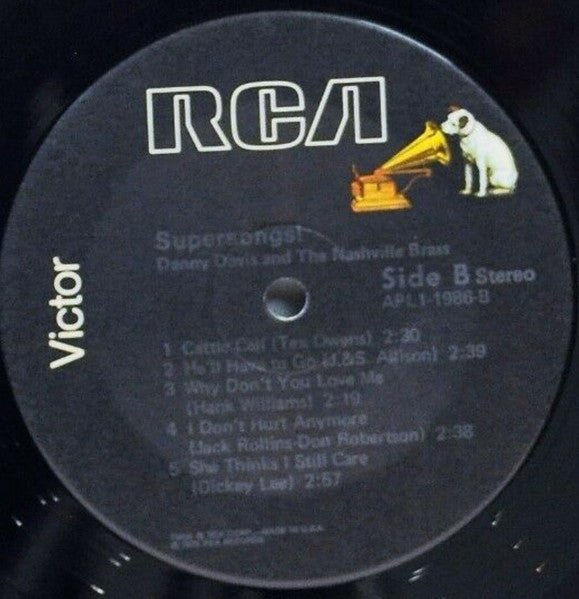 RCA
Victor
Supersongs!
Danny Davis and The Nashville Brass
Side B Stereo
APL1-1986-B
1 Cattle Call (Tex Owens) 2:30
2 He'll Have to Go (J.&S. Allison) 2:39
3 Why Don't You Love Me
(Hank Williams) 2:19
4 I Don't Hurt Anymore
(Jack Rollins-Don Robertson) 2:38
5 She Thinks I Still Care
(Dickey Lee) 2:57
MADE IN U.S.A.